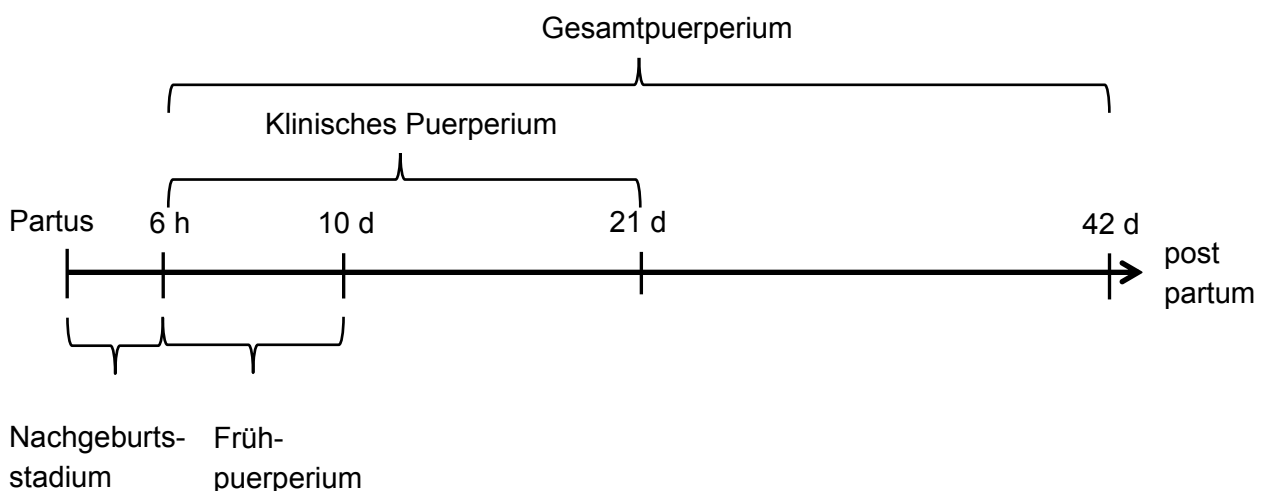 Gesamtpuerperium
Klinisches Puerperium
Partus
6 h
10 d
21 d
42 d
post
partum
Nachgeburts-
stadium
Früh-
puerperium